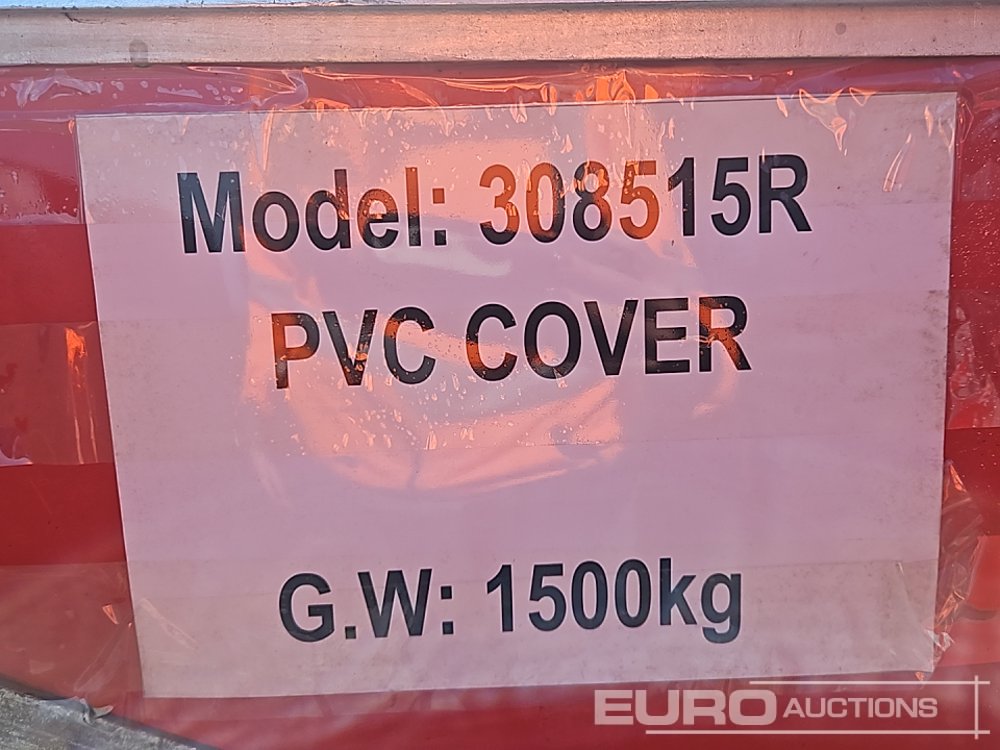 Model: 308515R
PVC COVER
G.W: 1500kg
EURO AUCTIONS